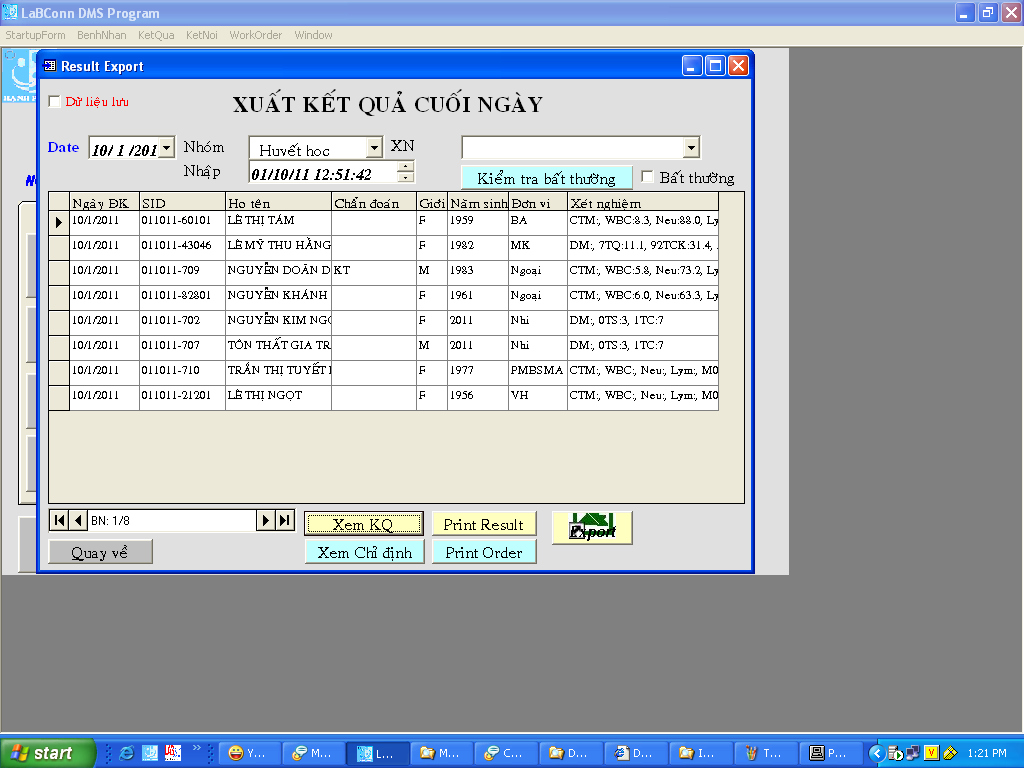 LaBConn DMS Program
StartupForm BenhNhan KetQua KetNoi WorkOrder Window
Result Export
Dữ liệu lưu
XUẤT KẾT QUẢ CUỐI NGÀY
Date 10/ 1 /201 Nhóm Huyết học XN
Nhập 01/10/11 12:51:42 Kiểm tra bất thường Bất thường
Ngày ĐK SID Họ tên Chẩn đoán Giới Năm sinh Đơn vị Xét nghiệm
10/1/2011 011011-60101 LÊ THỊ TÁM F 1959 BA CTM:, WBC:8.3, Neu:88.0, Ly
10/1/2011 011011-43046 LÊ MỸ THU HẰNG F 1982 MK DM:, 7TQ:11.1, 92TCK:31.4, .
10/1/2011 011011-709 NGUYỄN DOÃN D KT M 1983 Ngoại CTM:, WBC:5.8, Neu:73.2, Ly
10/1/2011 011011-82801 NGUYỄN KHÁNH F 1961 Ngoại CTM:, WBC:6.0, Neu:63.3, Ly
10/1/2011 011011-702 NGUYỄN KIM NGỌ F 2011 Nhi DM:, 0TS:3, 1TC:7
10/1/2011 011011-707 TÔN THẤT GIA TR M 2011 Nhi DM:, 0TS:3, 1TC:7
10/1/2011 011011-710 TRẦN THỊ TUYẾT F 1977 PMBSMA CTM:, WBC:, Neu:, Lym:, M0
10/1/2011 011011-21201 LÊ THỊ NGỌT F 1956 VH CTM:, WBC:, Neu:, Lym:, M0
BN: 1/8 Xem KQ Print Result Export
Quay về Xem Chỉ định Print Order
start Y... M... L... M... C... D... D... I... T... P... V 1:21 PM